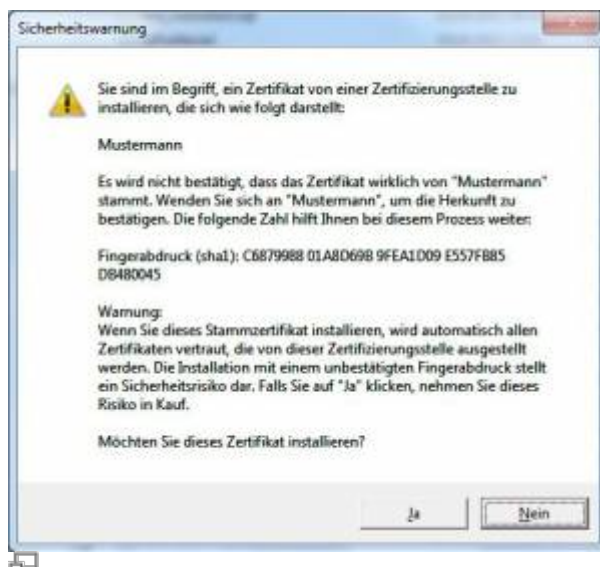 Sicherheitswarnung
Sie sind im Begriff, ein Zertifikat von einer Zertifizierungsstelle zu
installieren, die sich wie folgt darstellt:
Mustermann
Es wird nicht bestätigt, dass das Zertifikat wirklich von "Mustermann"
stammt. Wenden Sie sich an "Mustermann", um die Herkunft zu
bestätigen. Die folgende Zahl hilft Ihnen bei diesem Prozess weiter:
Fingerabdruck (sha1): C6879988 01A8D69B 9FEA1D09 E557FB85
DB480045
Warnung:
Wenn Sie dieses Stammzertifikat installieren, wird automatisch allen
Zertifikaten vertraut, die von dieser Zertifizierungsstelle ausgestellt
werden. Die Installation mit einem unbestätigten Fingerabdruck stellt
ein Sicherheitsrisiko dar. Falls Sie auf "Ja" klicken, nehmen Sie dieses
Risiko in Kauf.
Möchten Sie dieses Zertifikat installieren?
Ja
Nein